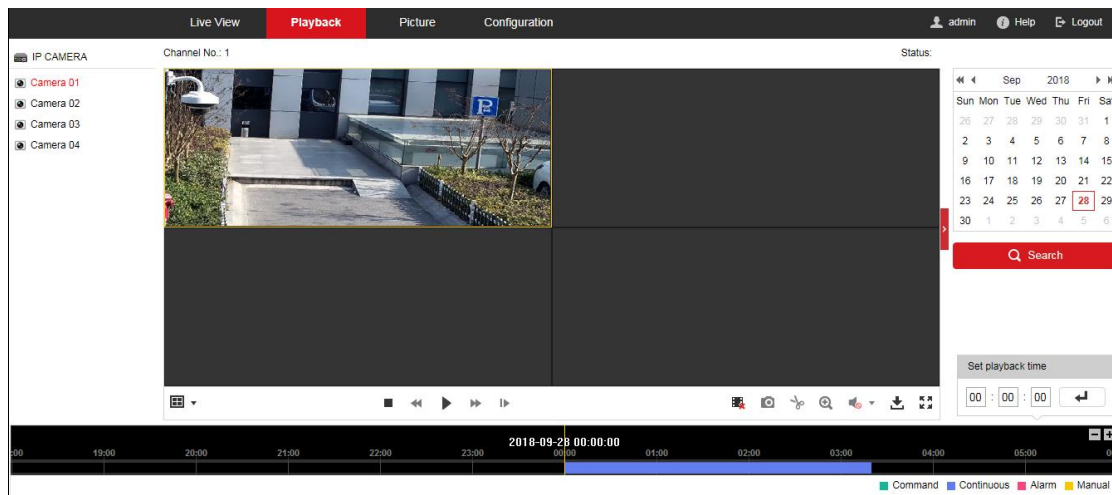 Live View Playback Picture Configuration admin Help Logout
IP CAMERA
Channel No.: 1
Status:
Camera 01
Camera 02
Camera 03
Camera 04
P
Sep 2018
Sun Mon Tue Wed Thu Fri Sat
26 27 28 29 30 31 1
2 3 4 5 6 7 8
9 10 11 12 13 14 15
16 17 18 19 20 21 22
23 24 25 26 27 28 29
30 1 2 3 4 5 6
Search
Set playback time
00 : 00 : 00
2018-09-28 00:00:00
:00 19:00 20:00 21:00 22:00 23:00 00:00 01:00 02:00 03:00 04:00 05:00 0
Command Continuous Alarm Manual